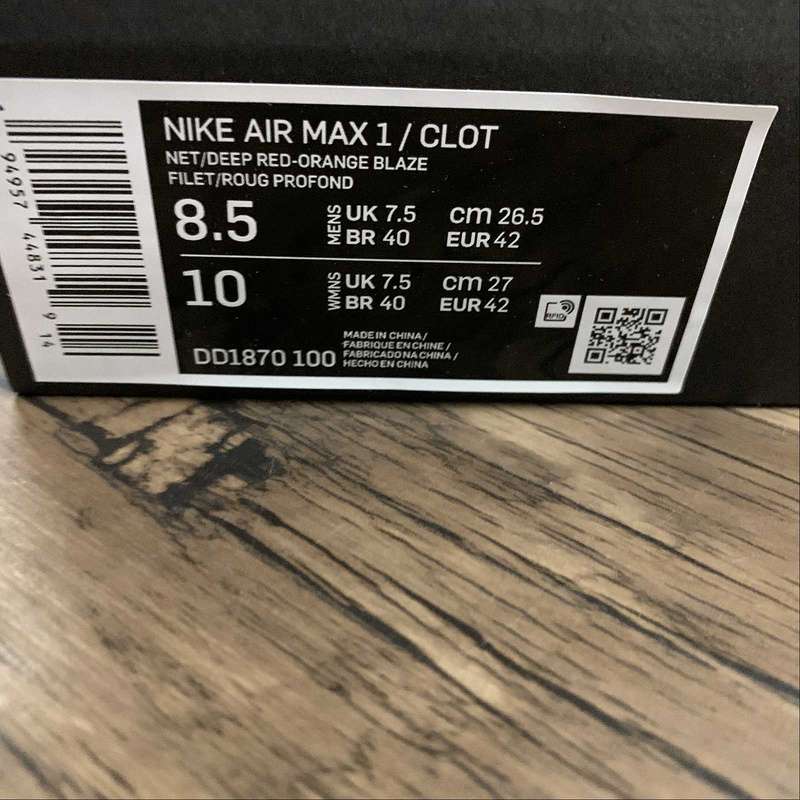 NIKE AIR MAX 1 / CLOT
NET/DEEP RED-ORANGE BLAZE
FILET/ROUG PROFOND
8.5 MENS UK 7.5 cm 26.5
BR 40 EUR 42
10 WMNS UK 7.5 cm 27
BR 40 EUR 42
RFID
DD1870 100
MADE IN CHINA /
FABRIQUE EN CHINE /
FABRICADO NA CHINA /
HECHO EN CHINA
1 94957 44831 9 14